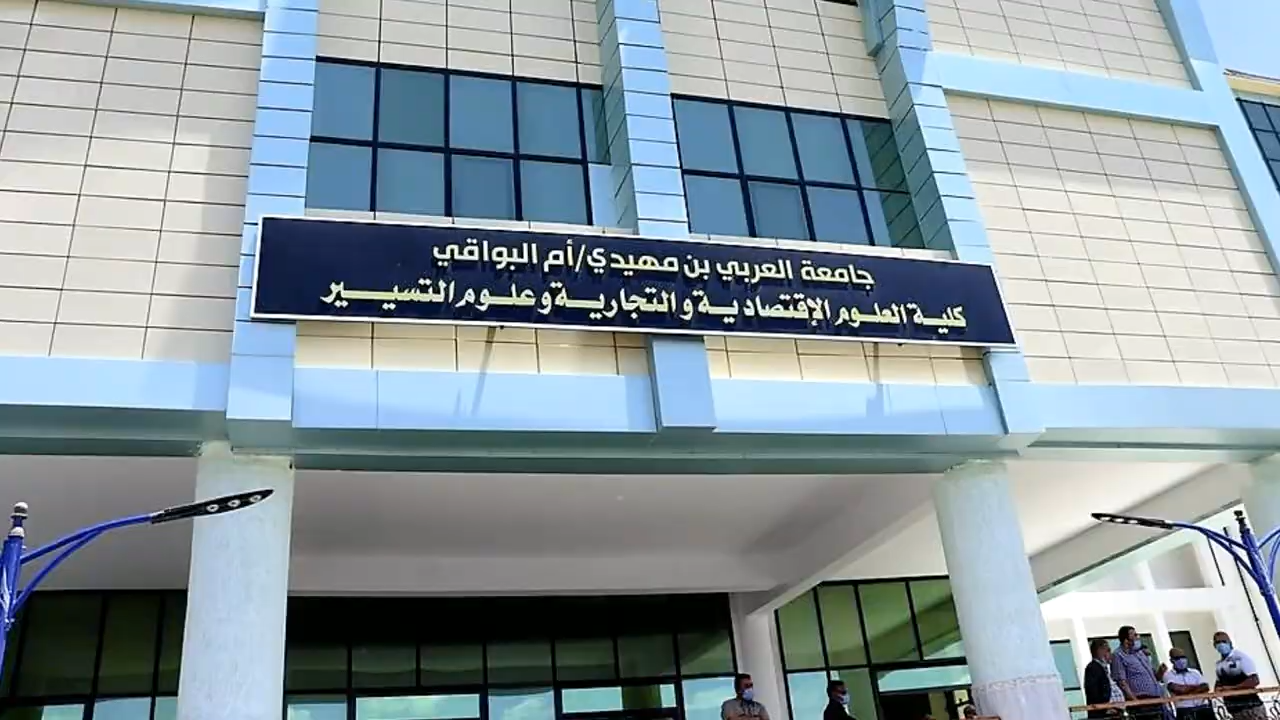 جامعة العربي بن مهيدي/أم البواقي
كلية العلوم الإقتصادية والتجارية وعلوم التسيير